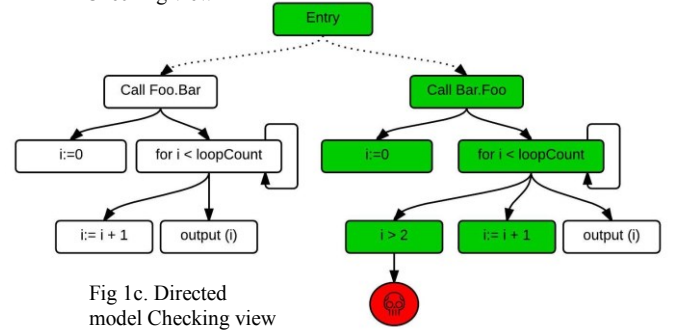 Entry
Call Foo.Bar
Call Bar.Foo
i:=0
for i < loopCount
i:=0
for i < loopCount
i:= i + 1
output (i)
i > 2
i:= i + 1
output (i)
Fig 1c. Directed
model Checking view